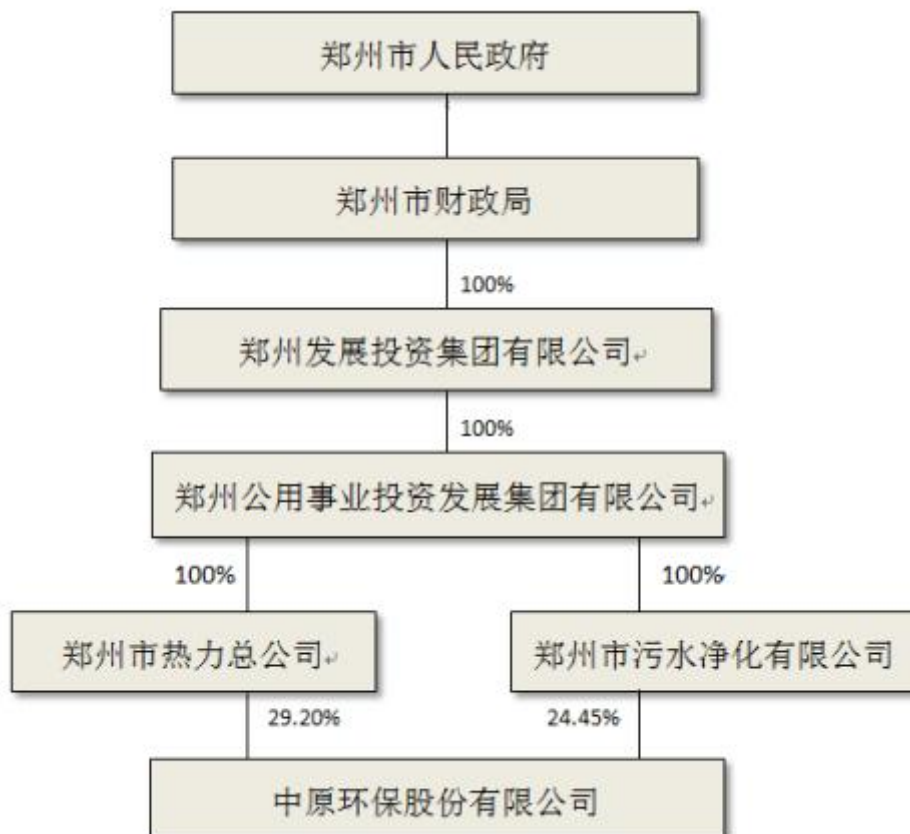 郑州市人民政府
郑州市财政局
100%
郑州发展投资集团有限公司
100%
郑州公用事业投资发展集团有限公司
100%
100%
郑州市热力总公司
郑州市污水净化有限公司
29.20%
24.45%
中原环保股份有限公司